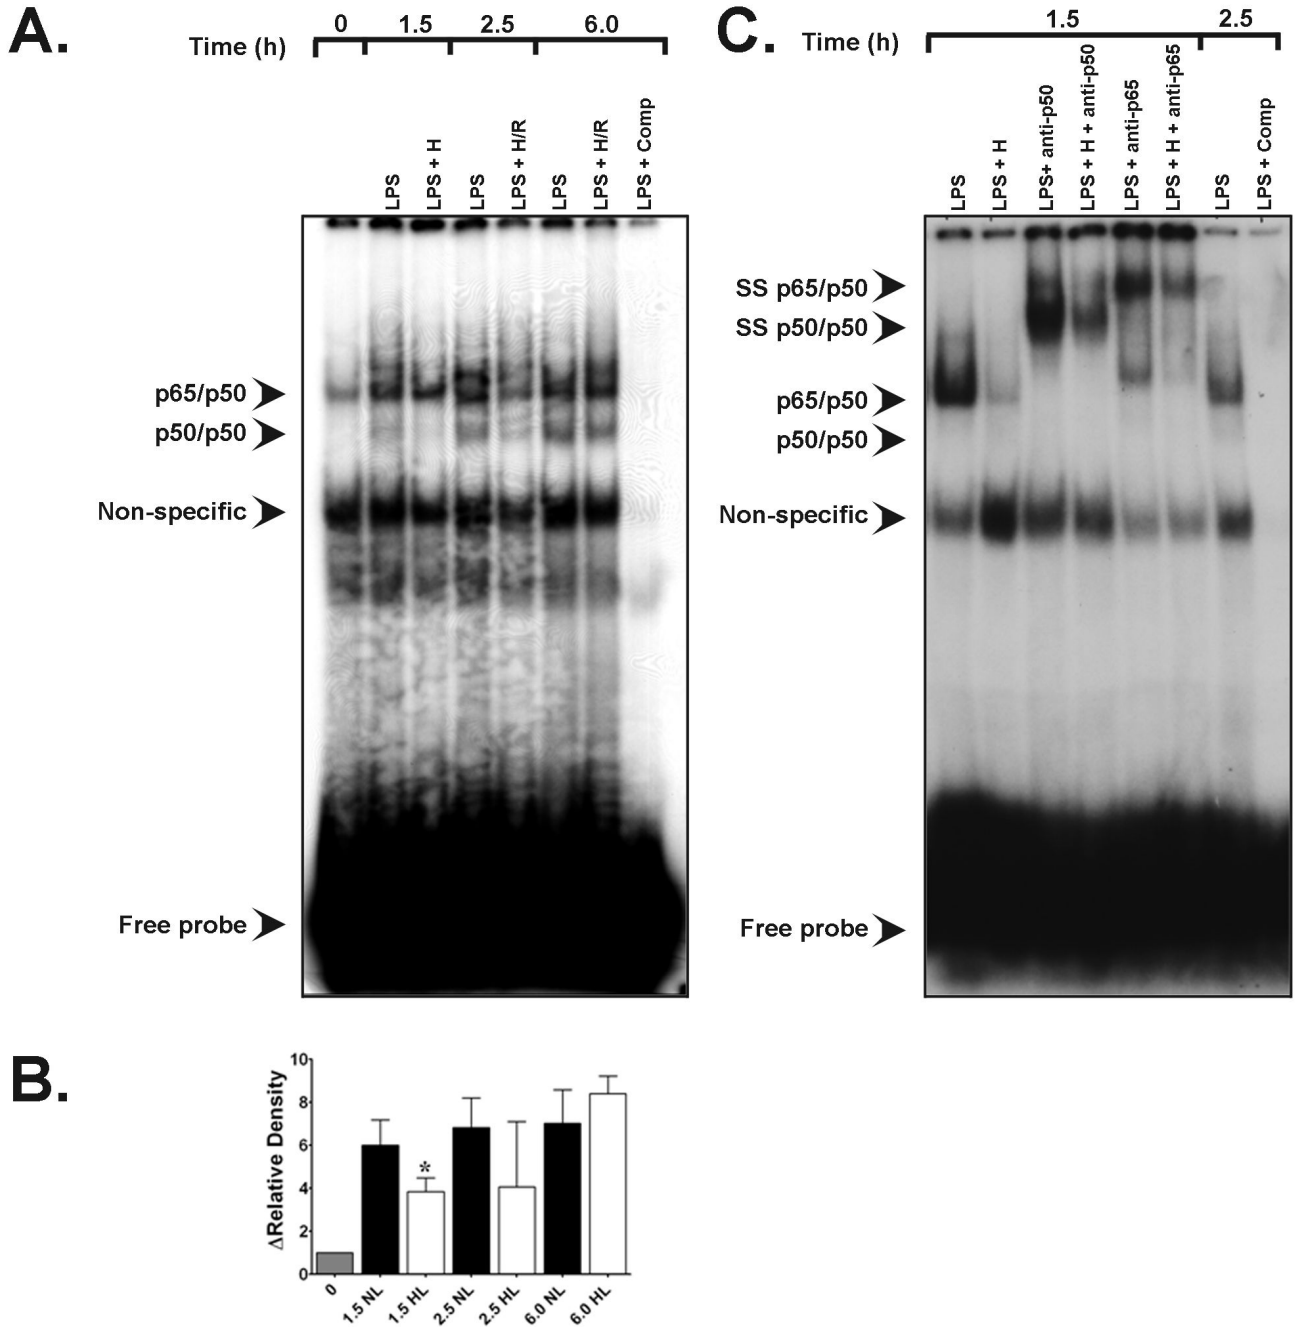 A.
Time (h)
0 1.5 2.5 6.0
LPS
LPS + H
LPS
LPS + H/R
LPS
LPS + H/R
LPS + Comp
p65/p50
p50/p50
Non-specific
Free probe
C.
Time (h)
1.5 2.5
LPS
LPS + H
LPS+ anti-p50
LPS + H + anti-p50
LPS + anti-p65
LPS + H + anti-p65
LPS
LPS + Comp
SS p65/p50
SS p50/p50
p65/p50
p50/p50
Non-specific
Free probe
B.
ΔRelative Density
10
8
6
4
2
0
*
0
1.5 NL
1.5 HL
2.5 NL
2.5 HL
6.0 NL
6.0 HL